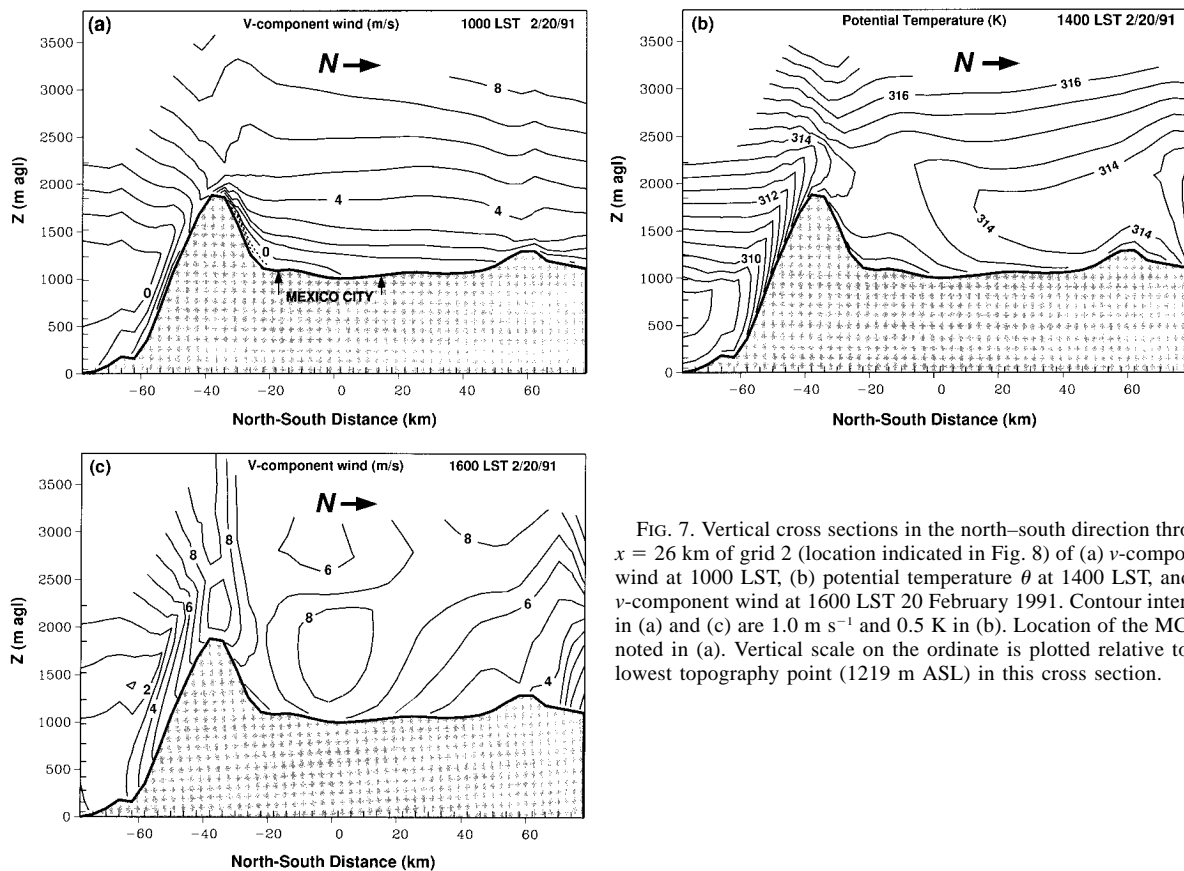 (a) V-component wind (m/s) 1000 LST 2/20/91
N
8
4
4
0
0
MEXICO CITY
3500
3000
2500
2000
1500
1000
500
0
Z (m agl)
−60 −40 −20 0 20 40 60
North-South Distance (km)
(b) Potential Temperature (K) 1400 LST 2/20/91
N
316
316
314
314
312
314
314
310
3500
3000
2500
2000
1500
1000
500
0
Z (m agl)
−60 −40 −20 0 20 40 60
North-South Distance (km)
(c) V-component wind (m/s) 1600 LST 2/20/91
N
8
8
8
6
6
8
6
2
4
4
3500
3000
2500
2000
1500
1000
500
0
Z (m agl)
−60 −40 −20 0 20 40 60
North-South Distance (km)
FIG. 7. Vertical cross sections in the north–south direction thro
x = 26 km of grid 2 (location indicated in Fig. 8) of (a) v-compo
wind at 1000 LST, (b) potential temperature θ at 1400 LST, and
v-component wind at 1600 LST 20 February 1991. Contour inter
in (a) and (c) are 1.0 m s⁻¹ and 0.5 K in (b). Location of the MC
noted in (a). Vertical scale on the ordinate is plotted relative to
lowest topography point (1219 m ASL) in this cross section.